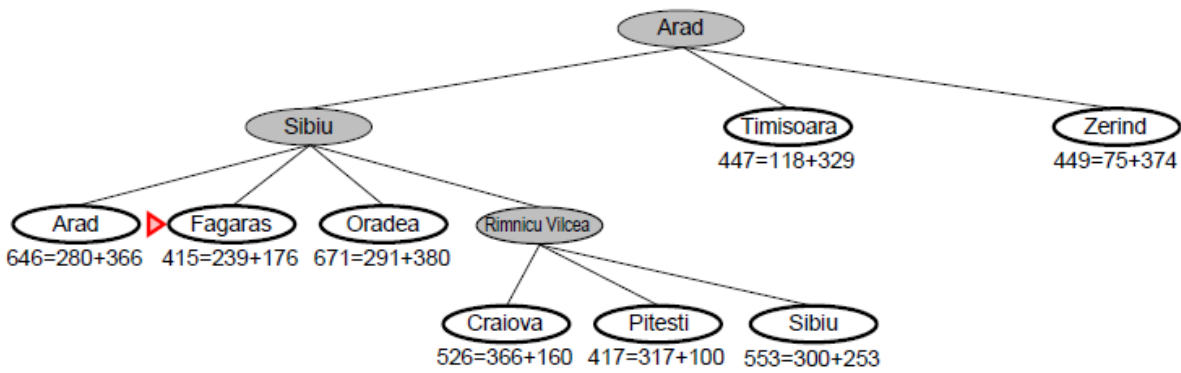 Arad
Sibiu
Timisoara
Zerind
447=118+329
449=75+374
Arad
Fagaras
Oradea
Rimnicu Vilcea
646=280+366
415=239+176
671=291+380
Craiova
Pitesti
Sibiu
526=366+160
417=317+100
553=300+253